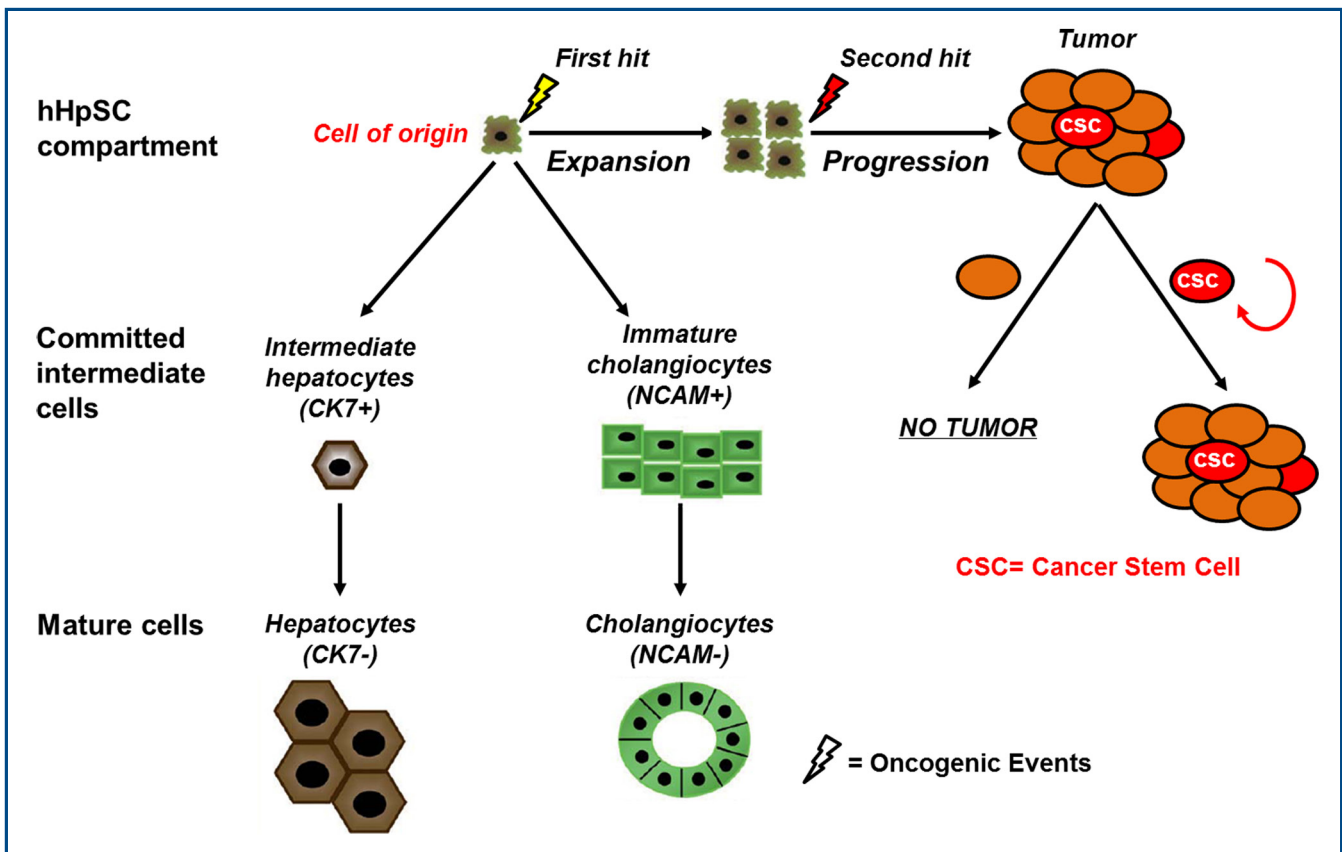 Tumor
First hit
Second hit
hHpSC
compartment
Cell of origin
Expansion
Progression
CSC
CSC
Committed
intermediate
cells
Intermediate
hepatocytes
(CK7+)
Immature
cholangiocytes
(NCAM+)
NO TUMOR
CSC
CSC= Cancer Stem Cell
Mature cells
Hepatocytes
(CK7-)
Cholangiocytes
(NCAM-)
= Oncogenic Events